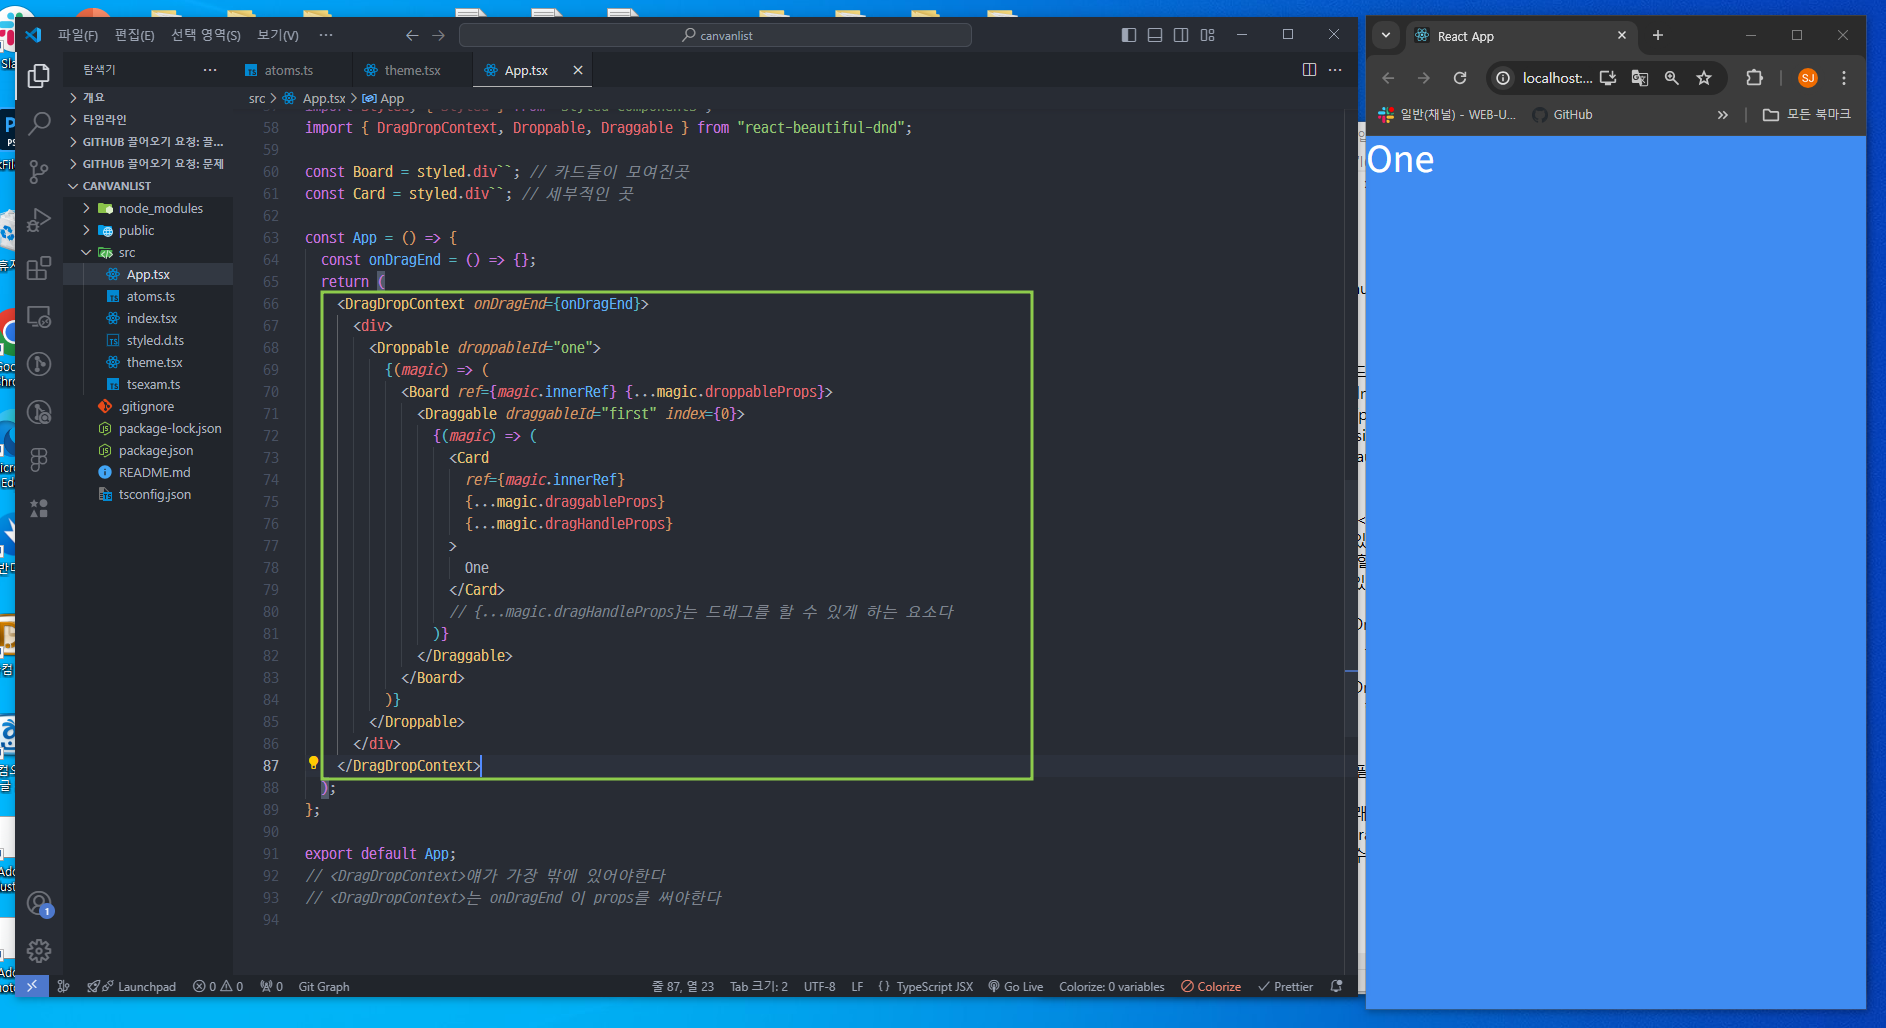 파일(F) 편집(E) 선택 영역(S) 보기(V) ···
canvanlist
탐색기
atoms.ts
theme.tsx
App.tsx
src > App.tsx > App
개요
타임라인
GITHUB 끌어오기 요청: 끌...
GITHUB 끌어오기 요청: 문제
CANVANLIST
node_modules
public
src
App.tsx
atoms.ts
index.tsx
styled.d.ts
theme.tsx
tsexam.ts
.gitignore
package-lock.json
package.json
README.md
tsconfig.json
58 import { DragDropContext, Droppable, Draggable } from "react-beautiful-dnd";
59
60 const Board = styled.div``; // 카드들이 모여진곳
61 const Card = styled.div``; // 세부적인 곳
62
63 const App = () => {
64 const onDragEnd = () => {};
65 return (
66 <DragDropContext onDragEnd={onDragEnd}>
67 <div>
68 <Droppable droppableId="one">
69 {(magic) => (
70 <Board ref={magic.innerRef} {...magic.droppableProps}>
71 <Draggable draggableId="first" index={0}>
72 {(magic) => (
73 <Card
74 ref={magic.innerRef}
75 {...magic.draggableProps}
76 {...magic.dragHandleProps}
77 >
78 One
79 </Card>
80 // {...magic.dragHandleProps}는 드래그를 할 수 있게 하는 요소다
81 )}
82 </Draggable>
83 </Board>
84 )}
85 </Droppable>
86 </div>
87 </DragDropContext>
88 );
89 };
90
91 export default App;
92 // <DragDropContext>얘가 가장 밖에 있어야한다
93 // <DragDropContext>는 onDragEnd 이 props를 써야한다
94
1
Launchpad
0 0
0
Git Graph
줄 87, 열 23
Tab 크기: 2
UTF-8
LF
{ } TypeScript JSX
Go Live
Colorize: 0 variables
Colorize
Prettier
React App
localhost:...
SJ
일반(채널) - WEB-U...
GitHub
모든 북마크
One